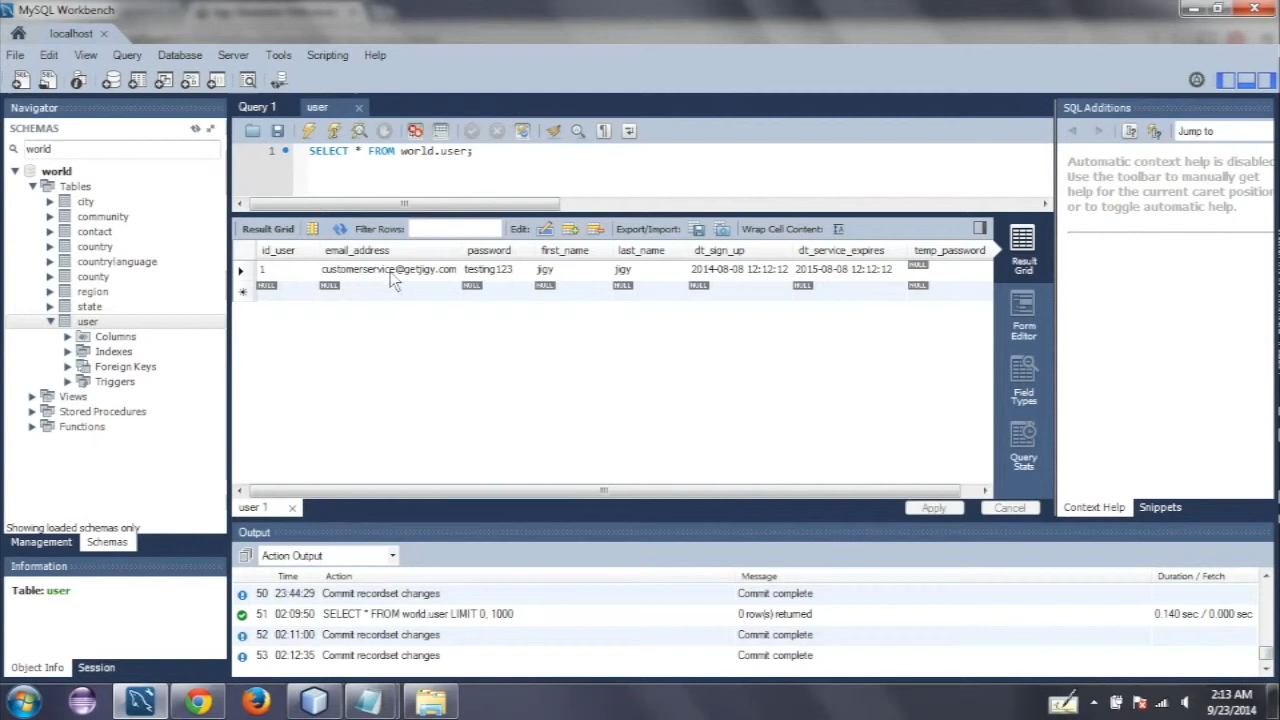 MySQL Workbench
localhost
File Edit View Query Database Server Tools Scripting Help
Navigator
SCHEMAS
world
world
Tables
city
community
contact
country
countrylanguage
county
region
state
user
Columns
Indexes
Foreign Keys
Triggers
Views
Stored Procedures
Functions
Showing loaded schemas only
Management Schemas
Information
Table: user
Object Info Session
Query 1 user
1 SELECT * FROM world.user;
Result Grid Filter Rows: Edit: Export/Import: Wrap Cell Content:
id_user email_address password first_name last_name dt_sign_up dt_service_expires temp_password
1 customerservice@getjigy.com testing123 jigy jigy 2014-08-08 12:12:12 2015-08-08 12:12:12 NULL
NULL NULL NULL NULL NULL NULL NULL NULL
Result
Grid
Form
Editor
Field
Types
Query
Stats
user 1 Apply Cancel
SQL Additions
Jump to
Automatic context help is disabled
Use the toolbar to manually get
help for the current caret position
or to toggle automatic help.
Context Help Snippets
Output
Action Output
Time Action Message Duration / Fetch
50 23:44:29 Commit recordset changes Commit complete
51 02:09:50 SELECT * FROM world.user LIMIT 0, 1000 0 row(s) returned 0.140 sec / 0.000 sec
52 02:11:00 Commit recordset changes Commit complete
53 02:12:35 Commit recordset changes Commit complete
2:13 AM
9/23/2014